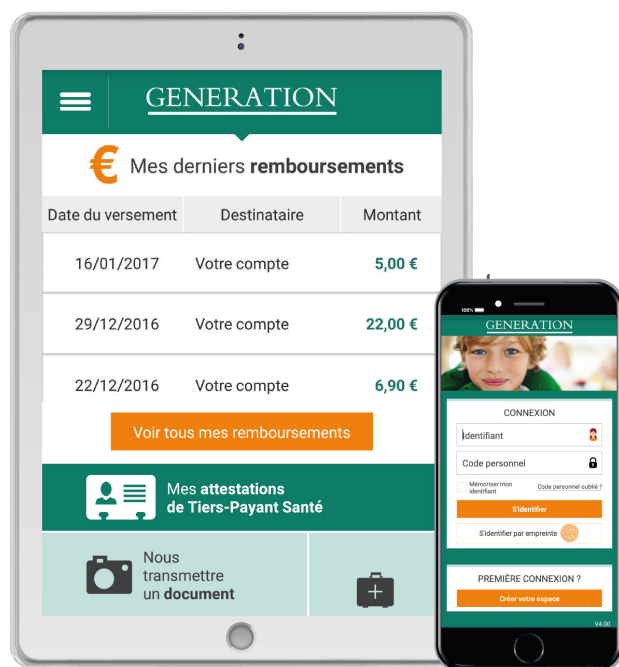 GENERATION
€ Mes derniers remboursements
Date du versement Destinataire Montant
16/01/2017 Votre compte 5,00 €
29/12/2016 Votre compte 22,00 €
22/12/2016 Votre compte 6,90 €
Voir tous mes remboursements
Mes attestations
de Tiers-Payant Santé
Nous
transmettre
un document
100%
GENERATION
CONNEXION
Identifiant
Code personnel
Mémoriser mon
identifiant
Code personnel oublié ?
S'identifier
S'identifier par empreinte
PREMIÈRE CONNEXION ?
Créer votre espace
V4.00